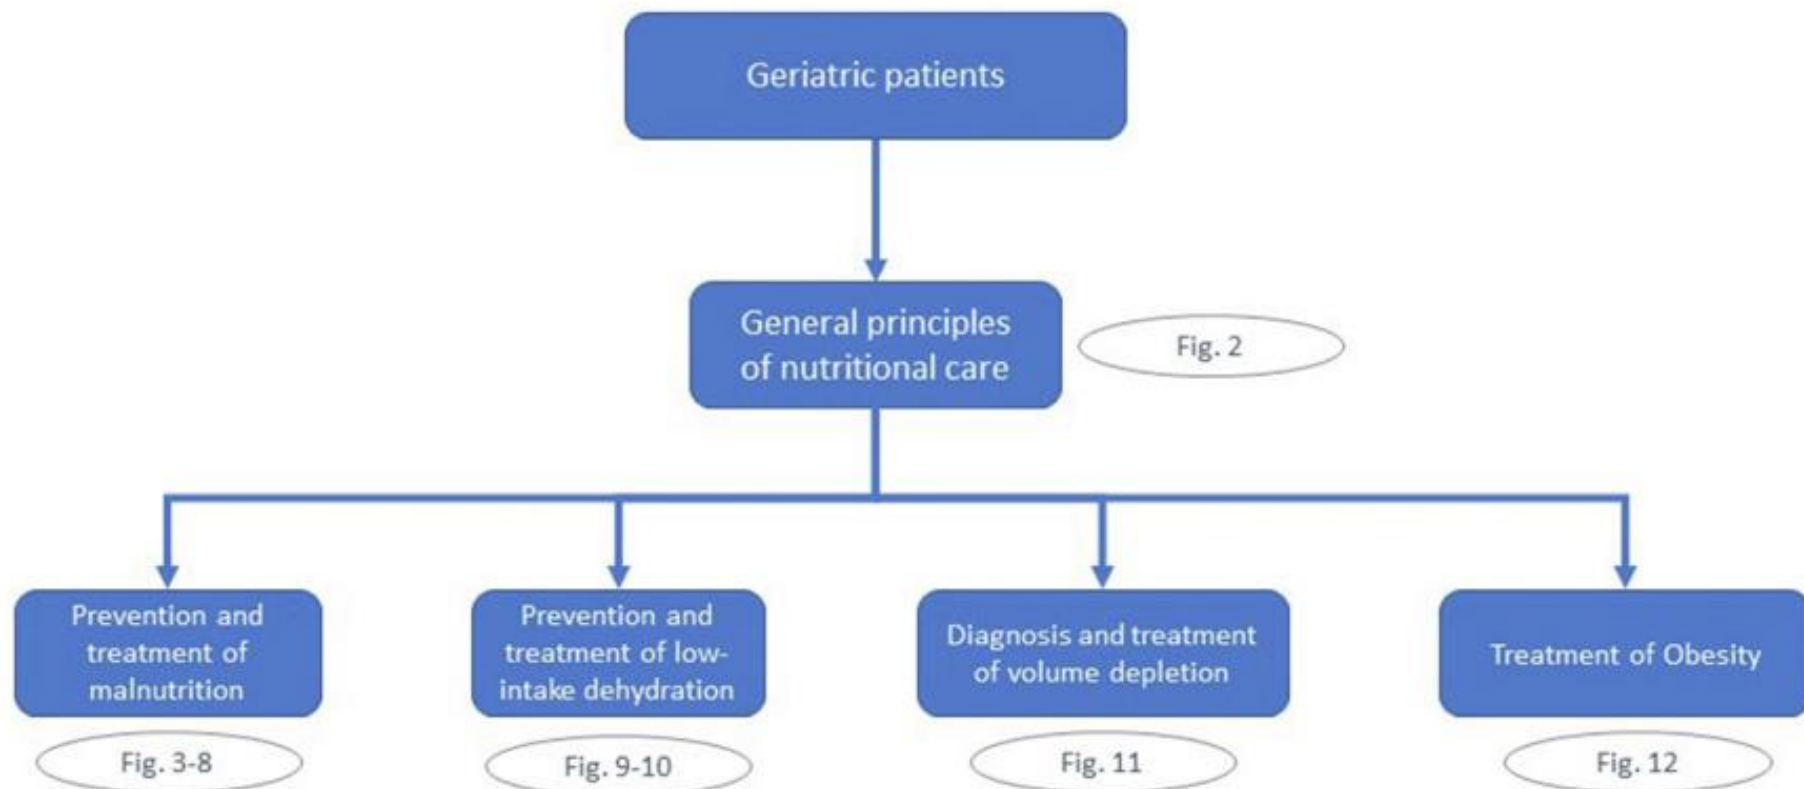 Geriatric patients
General principles
of nutritional care
Fig. 2
Prevention and
treatment of
malnutrition
Fig. 3-8
Prevention and
treatment of low-
intake dehydration
Fig. 9-10
Diagnosis and treatment
of volume depletion
Fig. 11
Treatment of Obesity
Fig. 12